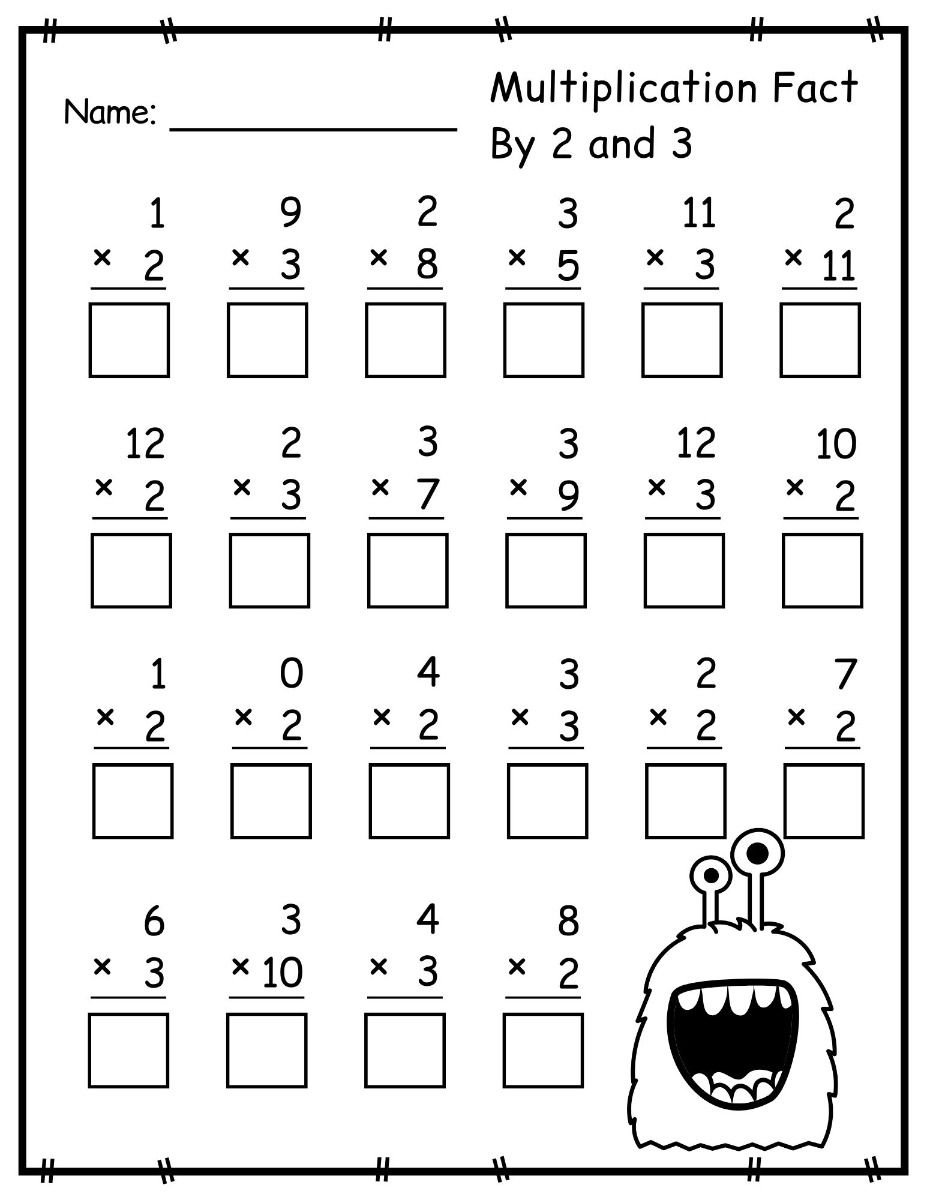 Multiplication Fact
Name: ____________
By 2 and 3
1 9 2 3 11 2
× 2 × 3 × 8 × 5 × 3 × 11
12 2 3 3 12 10
× 2 × 3 × 7 × 9 × 3 × 2
1 0 4 3 2 7
× 2 × 2 × 2 × 3 × 2 × 2
6 3 4 8
× 3 × 10 × 3 × 2